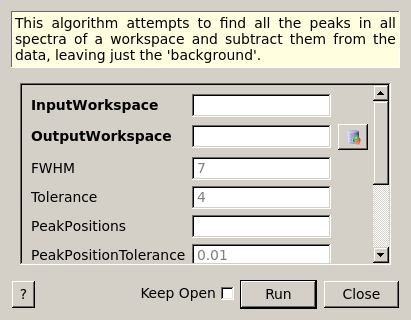 This algorithm attempts to find all the peaks in all
spectra of a workspace and subtract them from the
data, leaving just the 'background'.
InputWorkspace
OutputWorkspace
FWHM 7
Tolerance 4
PeakPositions
PeakPositionTolerance 0.01
? Keep Open Run Close